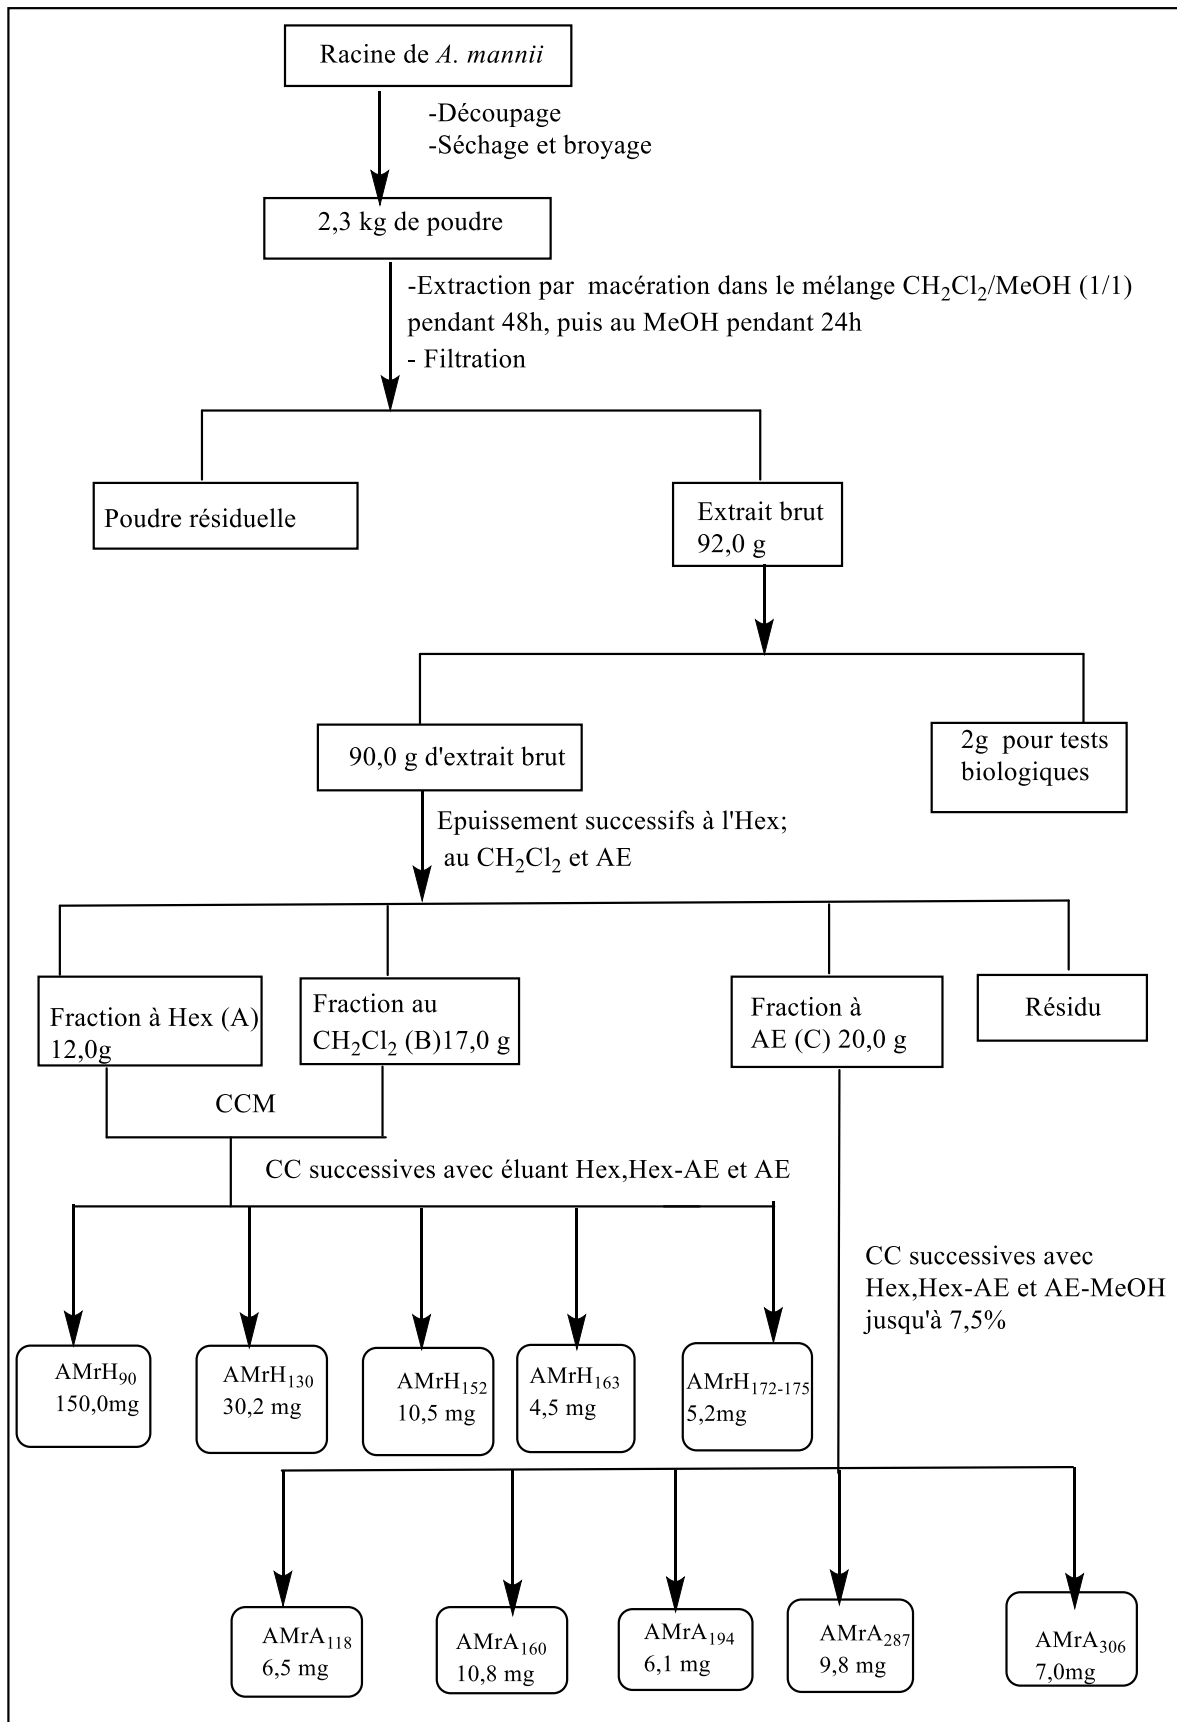 Racine de A. mannii
-Découpage
-Séchage et broyage
2,3 kg de poudre
-Extraction par macération dans le mélange CH₂Cl₂/MeOH (1/1)
pendant 48h, puis au MeOH pendant 24h
- Filtration
Poudre résiduelle
Extrait brut
92,0 g
90,0 g d'extrait brut
2g pour tests
biologiques
Epuissement successifs à l'Hex;
au CH₂Cl₂ et AE
Fraction à Hex (A)
12,0g
Fraction au
CH₂Cl₂ (B)17,0 g
Fraction à
AE (C) 20,0 g
Résidu
CCM
CC successives avec éluant Hex,Hex-AE et AE
CC successives avec
Hex,Hex-AE et AE-MeOH
jusqu'à 7,5%
AMrH₉₀
150,0mg
AMrH₁₃₀
30,2 mg
AMrH₁₅₂
10,5 mg
AMrH₁₆₃
4,5 mg
AMrH₁₇₂₋₁₇₅
5,2mg
AMrA₁₁₈
6,5 mg
AMrA₁₆₀
10,8 mg
AMrA₁₉₄
6,1 mg
AMrA₂₈₇
9,8 mg
AMrA₃₀₆
7,0mg